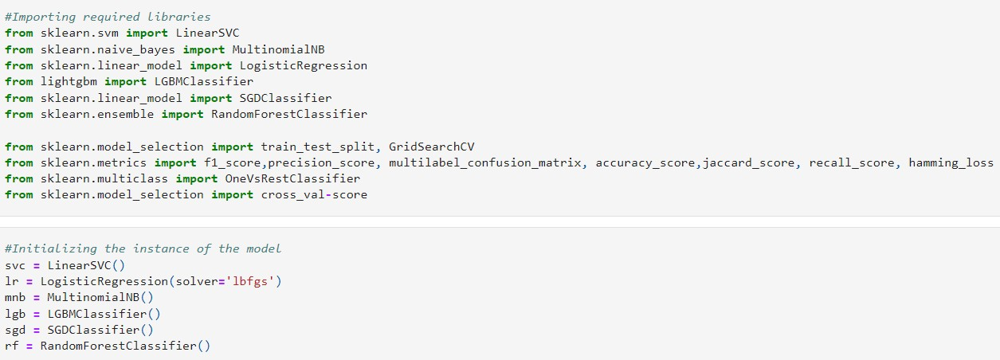 #Importing required libraries
from sklearn.svm import LinearSVC
from sklearn.naive_bayes import MultinomialNB
from sklearn.linear_model import LogisticRegression
from lightgbm import LGBMClassifier
from sklearn.linear_model import SGDClassifier
from sklearn.ensemble import RandomForestClassifier
from sklearn.model_selection import train_test_split, GridSearchCV
from sklearn.metrics import f1_score,precision_score, multilabel_confusion_matrix, accuracy_score,jaccard_score, recall_score, hamming_loss
from sklearn.multiclass import OneVsRestClassifier
from sklearn.model_selection import cross_val-score
#Initializing the instance of the model
svc = LinearSVC()
lr = LogisticRegression(solver='lbfgs')
mnb = MultinomialNB()
lgb = LGBMClassifier()
sgd = SGDClassifier()
rf = RandomForestClassifier()